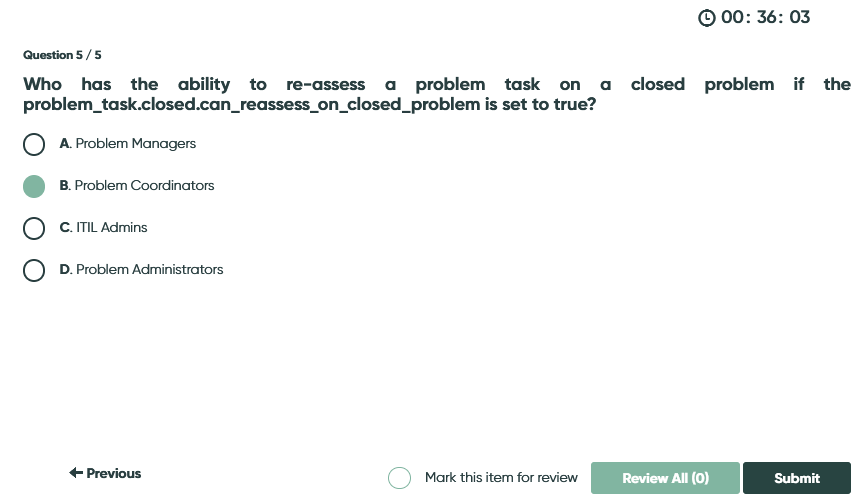 00: 36: 03
Question 5 / 5
Who has the ability to re-assess a problem task on a closed problem if the
problem_task.closed.can_reassess_on_closed_problem is set to true?
A. Problem Managers
B. Problem Coordinators
C. ITIL Admins
D. Problem Administrators
Previous
Mark this item for review
Review All (0)
Submit